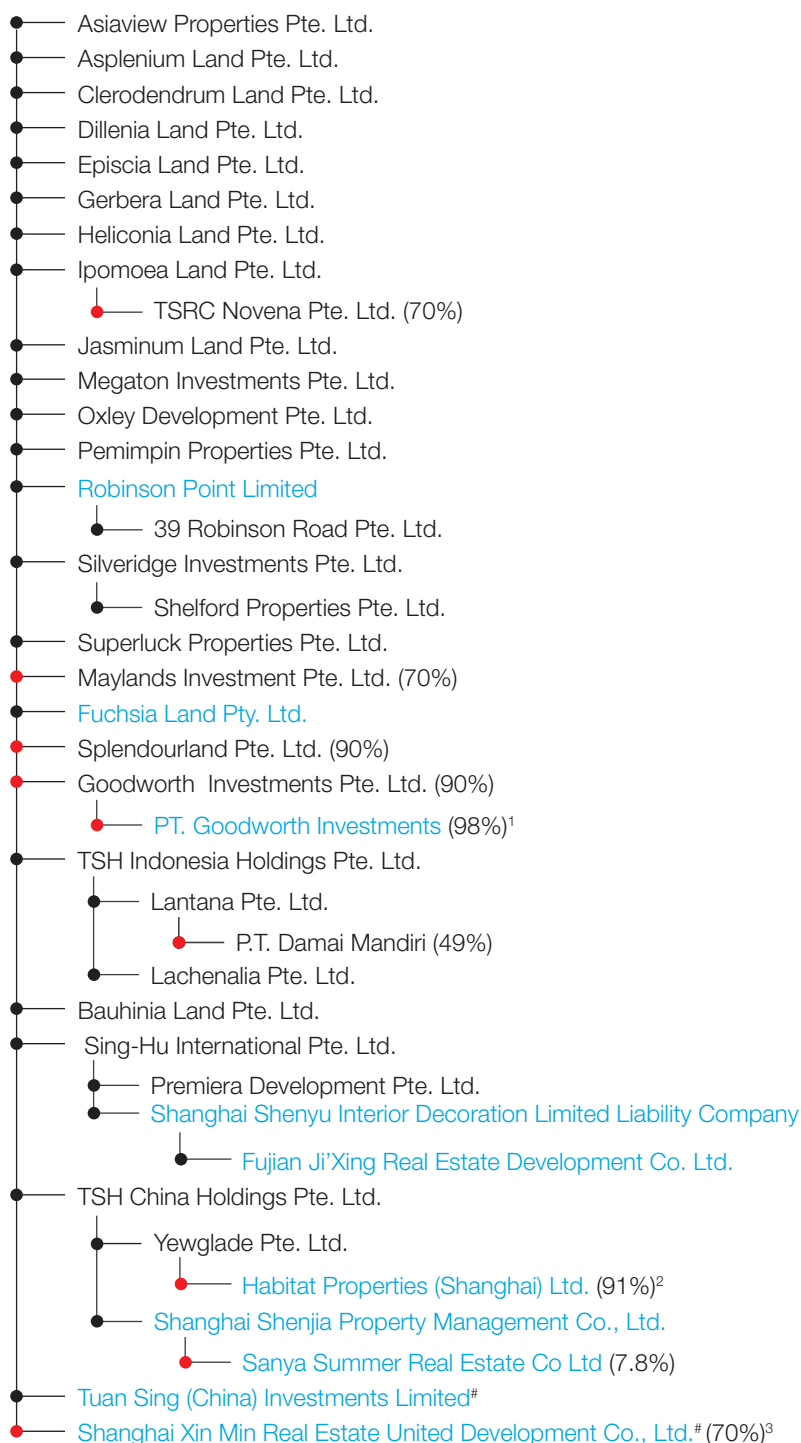 Asiaview Properties Pte. Ltd.
Asplenium Land Pte. Ltd.
Clerodendrum Land Pte. Ltd.
Dillenia Land Pte. Ltd.
Episcia Land Pte. Ltd.
Gerbera Land Pte. Ltd.
Heliconia Land Pte. Ltd.
Ipomoea Land Pte. Ltd.
TSRC Novena Pte. Ltd. (70%)
Jasminum Land Pte. Ltd.
Megaton Investments Pte. Ltd.
Oxley Development Pte. Ltd.
Pemimpin Properties Pte. Ltd.
Robinson Point Limited
39 Robinson Road Pte. Ltd.
Silveridge Investments Pte. Ltd.
Shelford Properties Pte. Ltd.
Superluck Properties Pte. Ltd.
Maylands Investment Pte. Ltd. (70%)
Fuchsia Land Pty. Ltd.
Splendourland Pte. Ltd. (90%)
Goodworth Investments Pte. Ltd. (90%)
PT. Goodworth Investments (98%)¹
TSH Indonesia Holdings Pte. Ltd.
Lantana Pte. Ltd.
P.T. Damai Mandiri (49%)
Lachenalia Pte. Ltd.
Bauhinia Land Pte. Ltd.
Sing-Hu International Pte. Ltd.
Premiera Development Pte. Ltd.
Shanghai Shenyu Interior Decoration Limited Liability Company
Fujian Ji’Xing Real Estate Development Co. Ltd.
TSH China Holdings Pte. Ltd.
Yewglade Pte. Ltd.
Habitat Properties (Shanghai) Ltd. (91%)²
Shanghai Shenjia Property Management Co., Ltd.
Sanya Summer Real Estate Co Ltd (7.8%)
Tuan Sing (China) Investments Limited#
Shanghai Xin Min Real Estate United Development Co., Ltd.# (70%)³